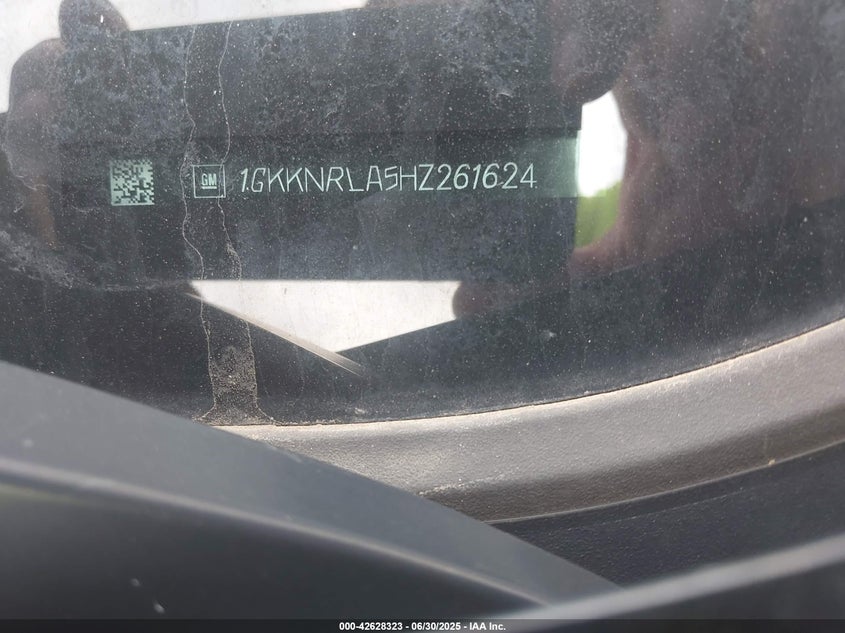 GM 1GKKNRLA5HZ261624
000-42628323 / 06/30/2025 - IAA Inc.